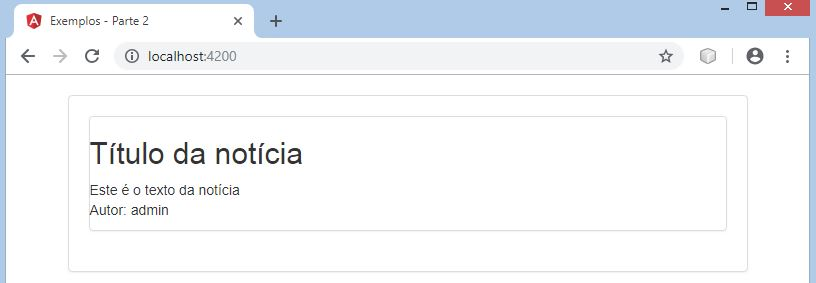 Exemplos - Parte 2
localhost:4200
Título da notícia
Este é o texto da notícia
Autor: admin